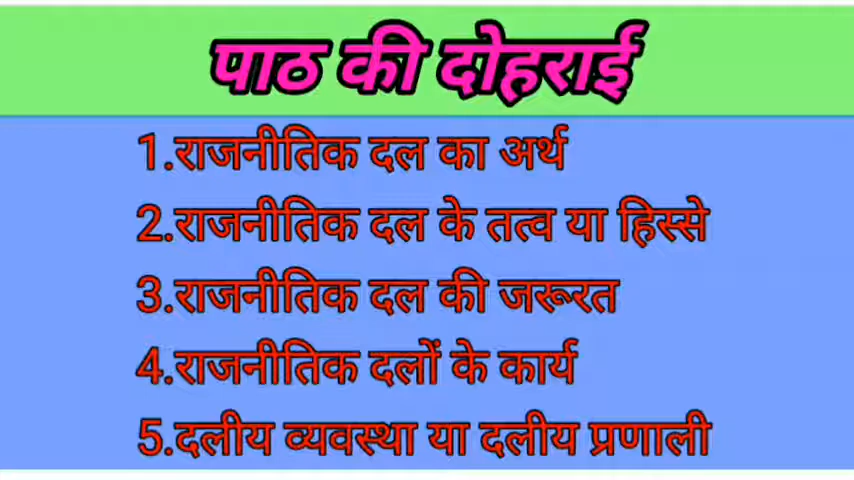 पाठ की दोहराई
1.राजनीतिक दल का अर्थ
2.राजनीतिक दल के तत्व या हिस्से
3.राजनीतिक दल की जरूरत
4.राजनीतिक दलों के कार्य
5.दलीय व्यवस्था या दलीय प्रणाली